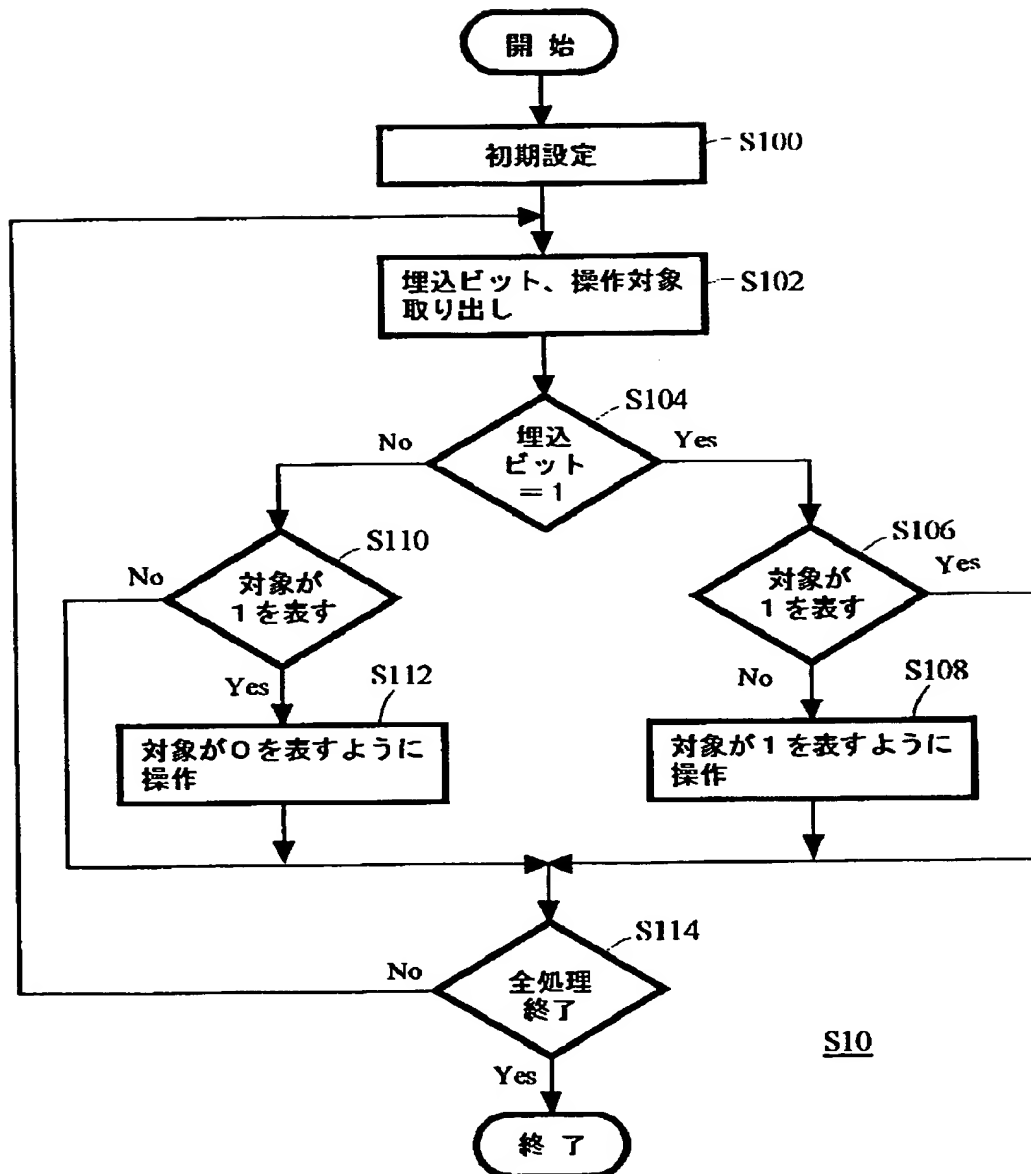 開 始
初期設定
S100
埋込ビット、操作対象
取り出し
S102
S104
埋込
ビット
＝１
No
Yes
S110
対象が
１を表す
No
Yes
S106
対象が
１を表す
Yes
No
S112
対象が０を表すように
操作
S108
対象が１を表すように
操作
S114
全処理
終了
No
Yes
S10
終 了